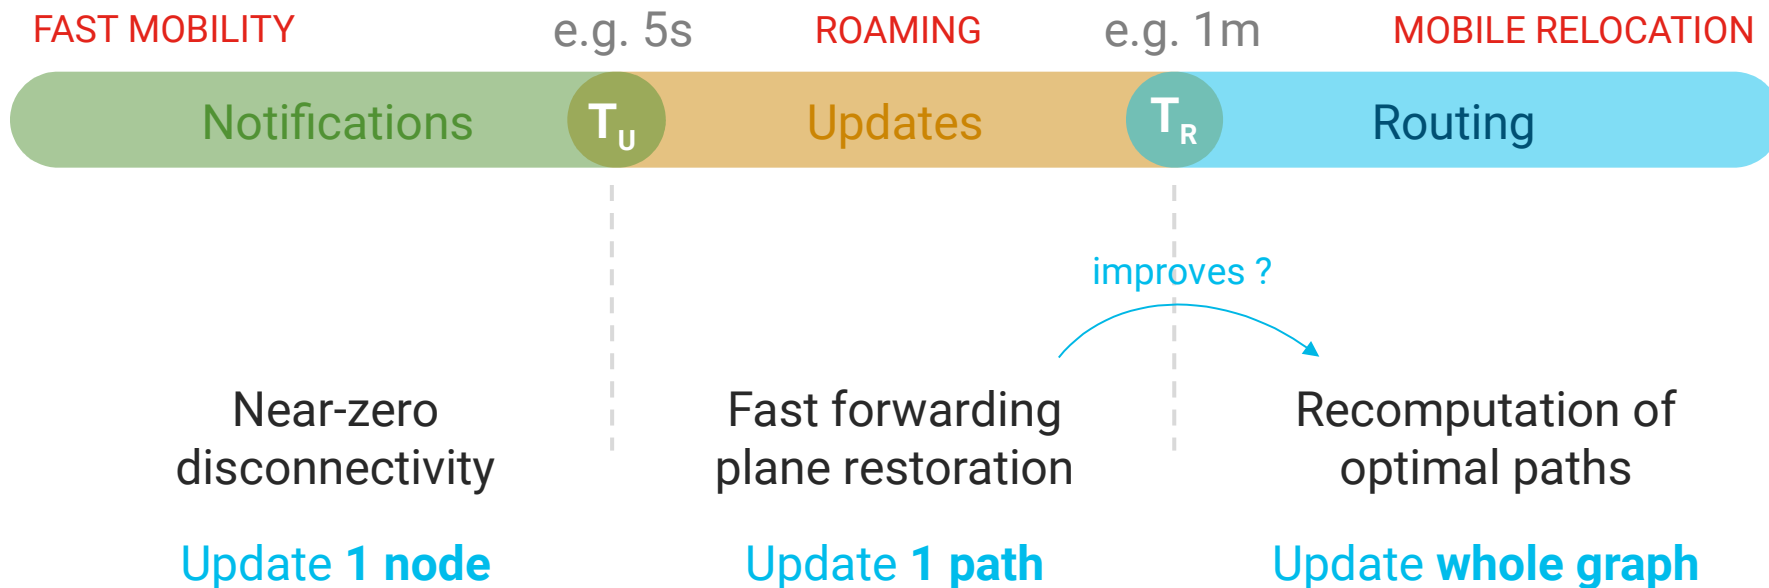 FAST MOBILITY
e.g. 5s
ROAMING
e.g. 1m
MOBILE RELOCATION
Notifications
TU
Updates
TR
Routing
improves ?
Near-zero
disconnectivity
Fast forwarding
plane restoration
Recomputation of
optimal paths
Update 1 node
Update 1 path
Update whole graph